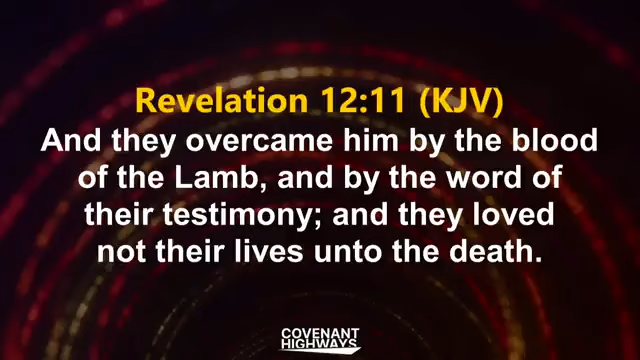 Revelation 12:11 (KJV)
And they overcame him by the blood
of the Lamb, and by the word of
their testimony; and they loved
not their lives unto the death.
COVENANT
HIGHWAYS